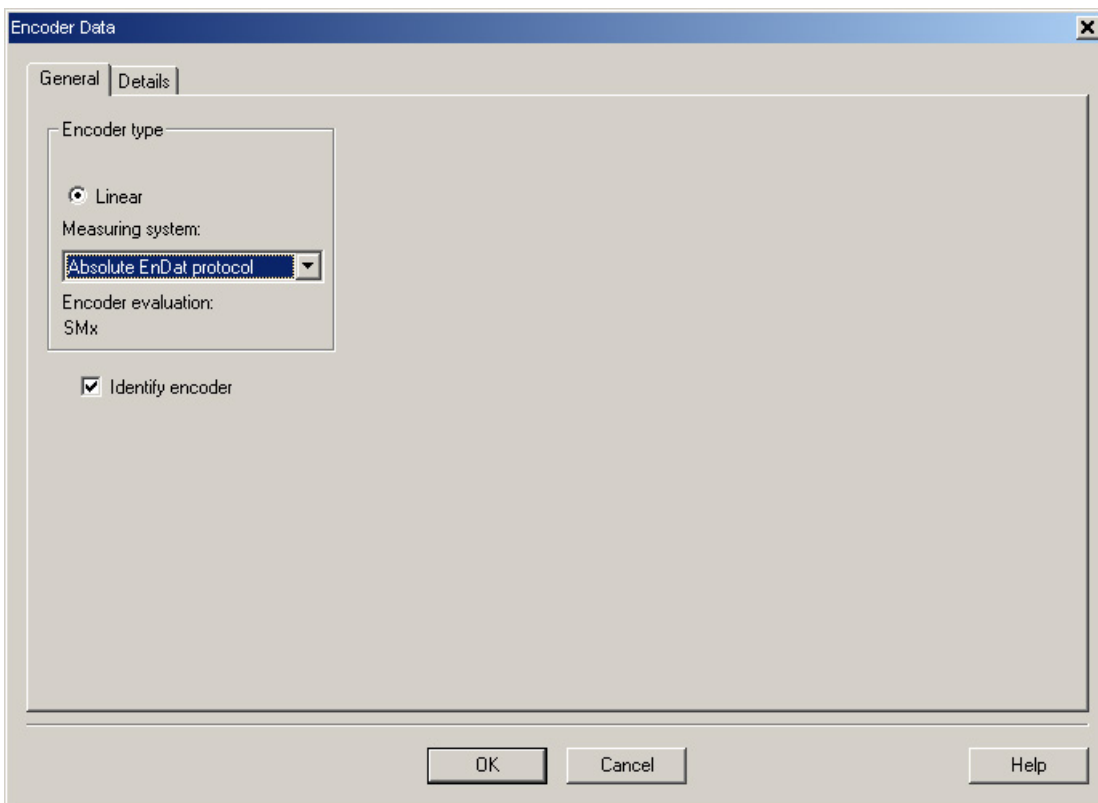 Encoder Data
General Details
Encoder type
Linear
Measuring system:
Absolute EnDat protocol
Encoder evaluation:
SMx
Identify encoder
OK Cancel Help